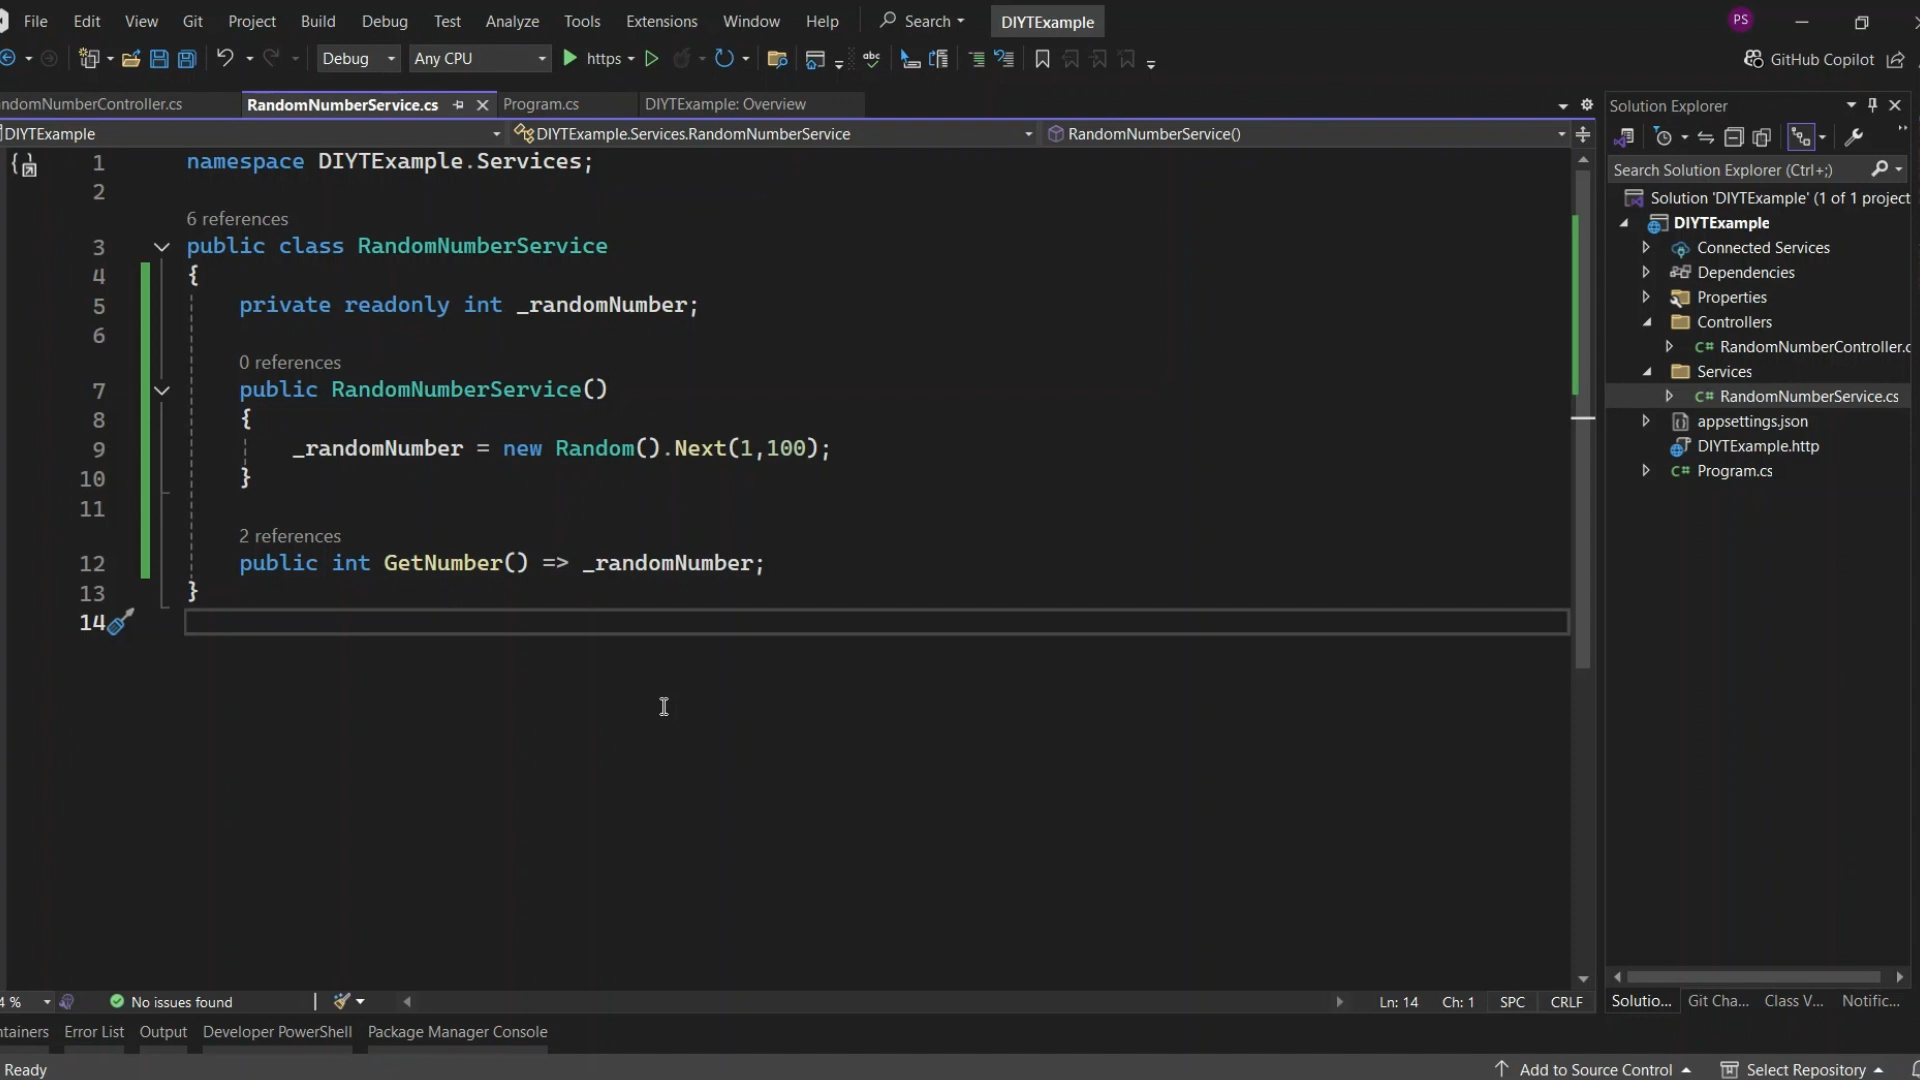 File Edit View Git Project Build Debug Test Analyze Tools Extensions Window Help Search DIYTExample PS
Debug Any CPU https abc GitHub Copilot
ndomNumberController.cs RandomNumberService.cs Program.cs DIYTExample: Overview
DIYTExample DIYTExample.Services.RandomNumberService RandomNumberService()
1 namespace DIYTExample.Services;
2
6 references
3 public class RandomNumberService
4 {
5 private readonly int _randomNumber;
6
0 references
7 public RandomNumberService()
8 {
9 _randomNumber = new Random().Next(1,100);
10 }
11
2 references
12 public int GetNumber() => _randomNumber;
13 }
14
Solution Explorer
Search Solution Explorer (Ctrl+;)
Solution 'DIYTExample' (1 of 1 project
DIYTExample
Connected Services
Dependencies
Properties
Controllers
C# RandomNumberController.c
Services
C# RandomNumberService.cs
appsettings.json
DIYTExample.http
C# Program.cs
4 % No issues found Ln: 14 Ch: 1 SPC CRLF
Solutio... Git Cha... Class V... Notific...
ntainers Error List Output Developer PowerShell Package Manager Console
Ready Add to Source Control Select Repository